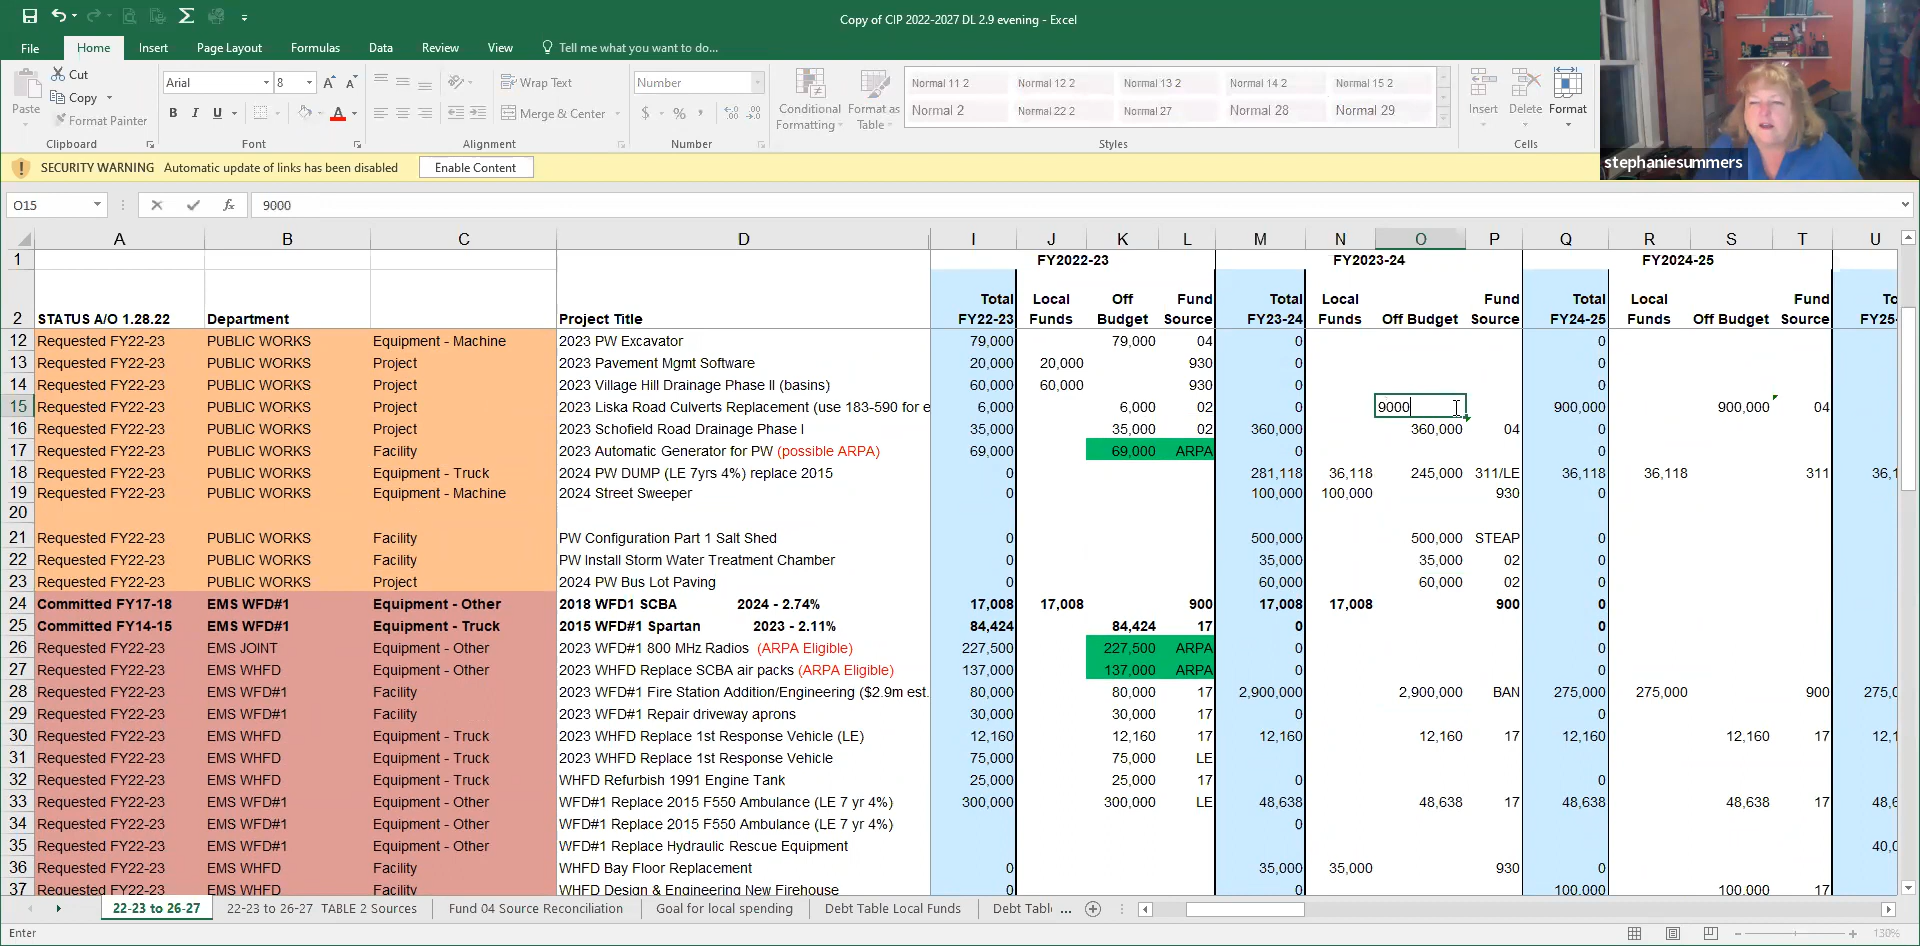 Copy of CIP 2022-2027 DL 2.9 evening - Excel
File Home Insert Page Layout Formulas Data Review View Tell me what you want to do...
Paste Cut Copy Format Painter Clipboard
Arial 8 A A B I U A Font
Wrap Text Merge & Center Alignment
Number $ % , Number
Conditional Formatting Format as Table
Normal 11 2 Normal 12 2 Normal 13 2 Normal 14 2 Normal 15 2
Normal 2 Normal 22 2 Normal 27 Normal 28 Normal 29
Styles
Insert Delete Format Cells
stephaniesummers
SECURITY WARNING Automatic update of links has been disabled Enable Content
O15 fx 9000
A B C D I J K L M N O P Q R S T U
1 FY2022-23 FY2023-24 FY2024-25
Total Local Off Fund Total Local Fund Total Local Fund To
2 STATUS A/O 1.28.22 Department Project Title FY22-23 Funds Budget Source FY23-24 Funds Off Budget Source FY24-25 Funds Off Budget Source FY25-
12 Requested FY22-23 PUBLIC WORKS Equipment - Machine 2023 PW Excavator 79,000 79,000 04 0 0
13 Requested FY22-23 PUBLIC WORKS Project 2023 Pavement Mgmt Software 20,000 20,000 930 0 0
14 Requested FY22-23 PUBLIC WORKS Project 2023 Village Hill Drainage Phase II (basins) 60,000 60,000 930 0 0
15 Requested FY22-23 PUBLIC WORKS Project 2023 Liska Road Culverts Replacement (use 183-590 for e 6,000 6,000 02 0 9000 900,000 900,000 04
16 Requested FY22-23 PUBLIC WORKS Project 2023 Schofield Road Drainage Phase I 35,000 35,000 02 360,000 360,000 04 0
17 Requested FY22-23 PUBLIC WORKS Facility 2023 Automatic Generator for PW (possible ARPA) 69,000 69,000 ARPA 0 0
18 Requested FY22-23 PUBLIC WORKS Equipment - Truck 2024 PW DUMP (LE 7yrs 4%) replace 2015 0 281,118 36,118 245,000 311/LE 36,118 36,118 311 36,1
19 Requested FY22-23 PUBLIC WORKS Equipment - Machine 2024 Street Sweeper 0 100,000 100,000 930 0
20
21 Requested FY22-23 PUBLIC WORKS Facility PW Configuration Part 1 Salt Shed 0 500,000 500,000 STEAP 0
22 Requested FY22-23 PUBLIC WORKS Facility PW Install Storm Water Treatment Chamber 0 35,000 35,000 02 0
23 Requested FY22-23 PUBLIC WORKS Project 2024 PW Bus Lot Paving 0 60,000 60,000 02 0
24 Committed FY17-18 EMS WFD#1 Equipment - Other 2018 WFD1 SCBA 2024 - 2.74% 17,008 17,008 900 17,008 17,008 900 0
25 Committed FY14-15 EMS WFD#1 Equipment - Truck 2015 WFD#1 Spartan 2023 - 2.11% 84,424 84,424 17 0 0
26 Requested FY22-23 EMS JOINT Equipment - Other 2023 WFD#1 800 MHz Radios (ARPA Eligible) 227,500 227,500 ARPA 0 0
27 Requested FY22-23 EMS WHFD Equipment - Other 2023 WHFD Replace SCBA air packs (ARPA Eligible) 137,000 137,000 ARPA 0 0
28 Requested FY22-23 EMS WFD#1 Facility 2023 WFD#1 Fire Station Addition/Engineering ($2.9m est. 80,000 80,000 17 2,900,000 2,900,000 BAN 275,000 275,000 900 275,0
29 Requested FY22-23 EMS WFD#1 Facility 2023 WFD#1 Repair driveway aprons 30,000 30,000 17 0 0
30 Requested FY22-23 EMS WHFD Equipment - Truck 2023 WHFD Replace 1st Response Vehicle (LE) 12,160 12,160 17 12,160 12,160 17 12,160 12,160 17 12,1
31 Requested FY22-23 EMS WHFD Equipment - Truck 2023 WHFD Replace 1st Response Vehicle 75,000 75,000 LE
32 Requested FY22-23 EMS WHFD Equipment - Truck WHFD Refurbish 1991 Engine Tank 25,000 25,000 17 0 0
33 Requested FY22-23 EMS WFD#1 Equipment - Other WFD#1 Replace 2015 F550 Ambulance (LE 7 yr 4%) 300,000 300,000 LE 48,638 48,638 17 48,638 48,638 17 48,6
34 Requested FY22-23 EMS WFD#1 Equipment - Other WFD#1 Replace 2015 F550 Ambulance (LE 7 yr 4%) 0
35 Requested FY22-23 EMS WFD#1 Equipment - Other WFD#1 Replace Hydraulic Rescue Equipment 40,0
36 Requested FY22-23 EMS WHFD Facility WHFD Bay Floor Replacement 0 35,000 35,000 930 0
37 Requested FY22-23 EMS WHFD Facility WHFD Design & Engineering New Firehouse 0 0 100,000 100,000 17
22-23 to 26-27 22-23 to 26-27 TABLE 2 Sources Fund 04 Source Reconciliation Goal for local spending Debt Table Local Funds Debt Tabl ...
Enter 130%